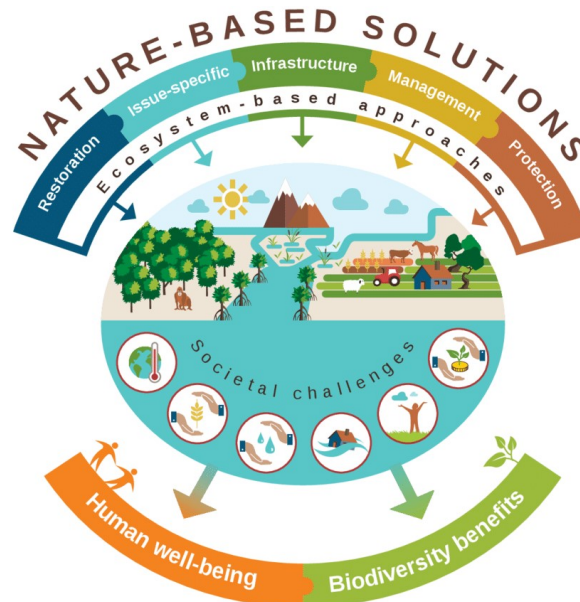 NATURE-BASED SOLUTIONS
Restoration
Issue-specific
Infrastructure
Management
Protection
Ecosystem-based approaches
Societal challenges
Human well-being
Biodiversity benefits